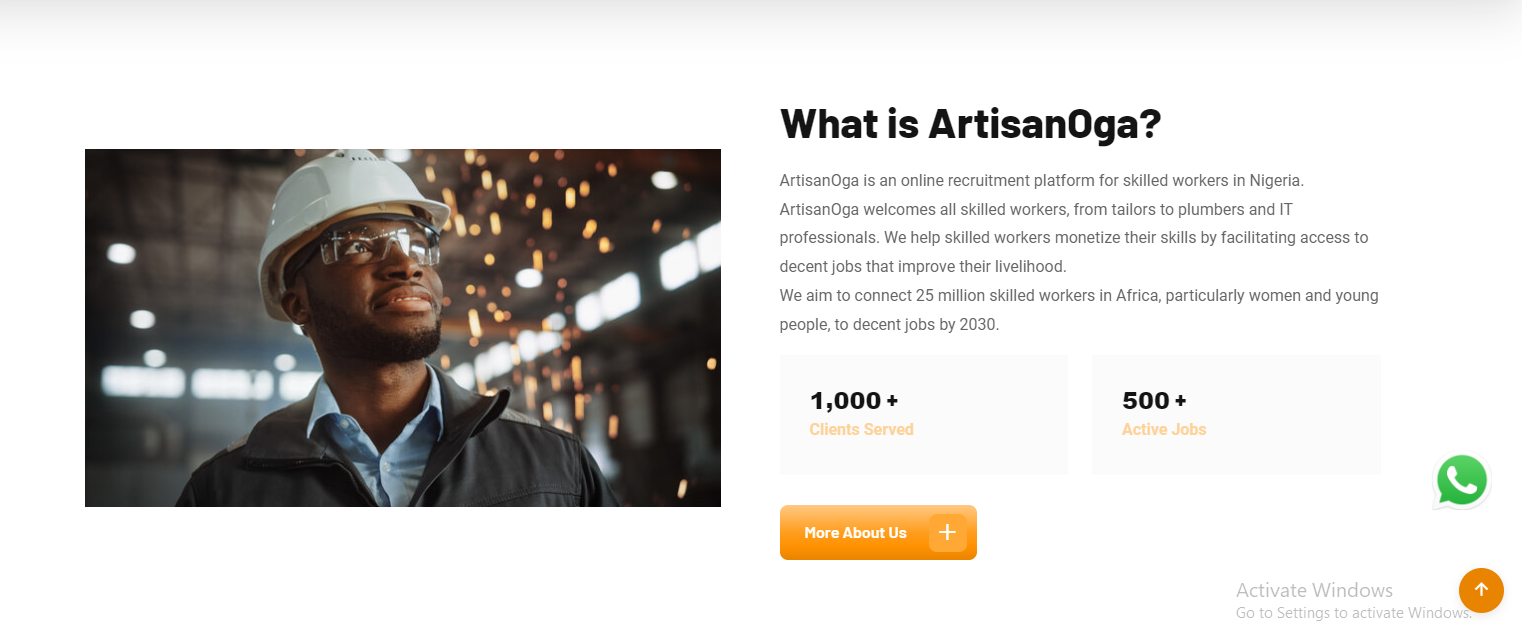 What is ArtisanOga?
ArtisanOga is an online recruitment platform for skilled workers in Nigeria.
ArtisanOga welcomes all skilled workers, from tailors to plumbers and IT
professionals. We help skilled workers monetize their skills by facilitating access to
decent jobs that improve their livelihood.
We aim to connect 25 million skilled workers in Africa, particularly women and young
people, to decent jobs by 2030.
1,000 +
Clients Served
500 +
Active Jobs
More About Us
Activate Windows
Go to Settings to activate Windows.